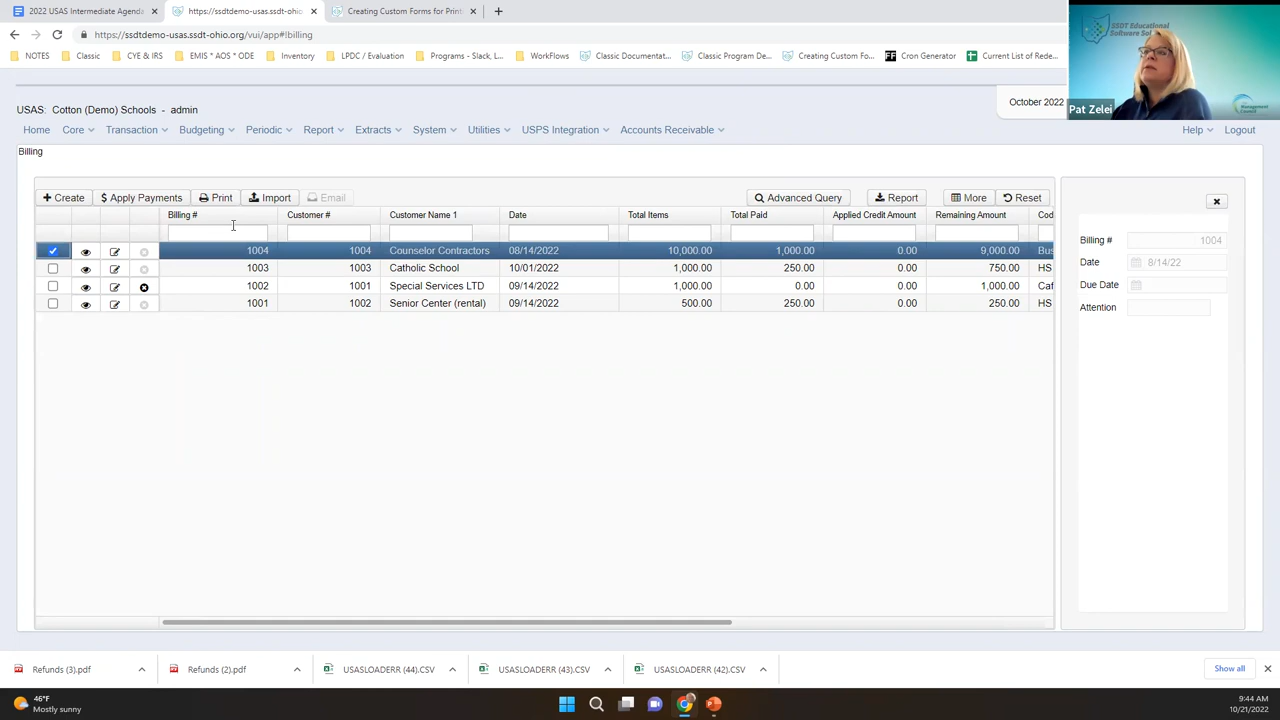 2022 USAS Intermediate Agenda
https://ssdtdemo-usas.ssdt-ohio
Creating Custom Forms for Print
https://ssdtdemo-usas.ssdt-ohio.org/vui/app#!billing
NOTES
Classic
CYE & IRS
EMIS * AOS * ODE
Inventory
LPDC / Evaluation
Programs - Slack, L...
WorkFlows
Classic Documentat...
Classic Program De...
Creating Custom Fo...
Cron Generator
Current List of Rede...
SSDT Educational
Software Sol
Management
Council
Pat Zelei
USAS: Cotton (Demo) Schools - admin
October 2022
Home Core Transaction Budgeting Periodic Report Extracts System Utilities USPS Integration Accounts Receivable Help Logout
Billing
Create $ Apply Payments Print Import Email Advanced Query Report More Reset
Billing # Customer # Customer Name 1 Date Total Items Total Paid Applied Credit Amount Remaining Amount Cod
1004 1004 Counselor Contractors 08/14/2022 10,000.00 1,000.00 0.00 9,000.00 Bus
1003 1003 Catholic School 10/01/2022 1,000.00 250.00 0.00 750.00 HS
1002 1001 Special Services LTD 09/14/2022 1,000.00 0.00 0.00 1,000.00 Caf
1001 1002 Senior Center (rental) 09/14/2022 500.00 250.00 0.00 250.00 HS
Billing # 1004
Date 8/14/22
Due Date
Attention
Refunds (3).pdf
Refunds (2).pdf
USASLOADERR (44).CSV
USASLOADERR (43).CSV
USASLOADERR (42).CSV
Show all
46°F
Mostly sunny
9:44 AM
10/21/2022